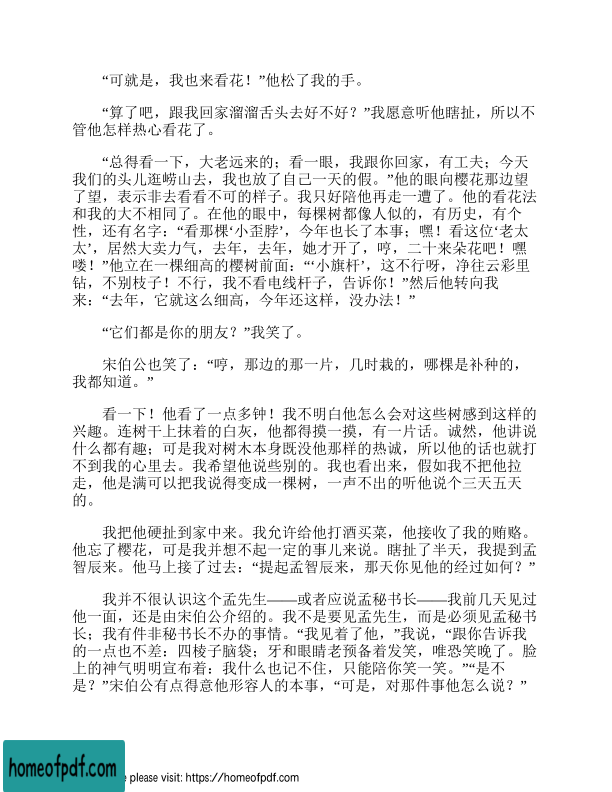 “可就是，我也来看花！”他松了我的手。
“算了吧，跟我回家溜溜舌头去好不好？”我愿意听他瞎扯，所以不
管他怎样热心看花了。
“总得看一下，大老远来的；看一眼，我跟你回家，有工夫；今天
我们的头儿逛崂山去，我也放了自己一天的假。”他的眼向樱花那边望
了望，表示非去看看不可的样子。我只好陪他再走一遭了。他的看花法
和我的大不相同了。在他的眼中，每棵树都像人似的，有历史，有个
性，还有名字：“看那棵‘小歪脖’，今年也长了本事；嘿！看这位‘老太
太’，居然大卖力气，去年，去年，她才开了，哼，二十来朵花吧！嘿
喽！”他立在一棵细高的樱树前面：“‘小旗杆’，这不行呀，净往云彩里
钻，不别枝子！不行，我不看电线杆子，告诉你！”然后他转向我
来：“去年，它就这么细高，今年还这样，没办法！”
“它们都是你的朋友？”我笑了。
宋伯公也笑了：“哼，那边的那一片，几时栽的，哪棵是补种的，
我都知道。”
看一下！他看了一点多钟！我不明白他怎么会对这些树感到这样的
兴趣。连树干上抹着的白灰，他都得摸一摸，有一片话。诚然，他讲说
什么都有趣；可是我对树木本身既没他那样的热诚，所以他的话也就打
不到我的心里去。我希望他说些别的。我也看出来，假如我不把他拉
走，他是满可以把我说得变成一棵树，一声不出的听他说个三天五天
的。
我把他硬扯到家中来。我允许给他打酒买菜，他接收了我的贿赂。
他忘了樱花，可是我并想不起一定的事儿来说。瞎扯了半天，我提到孟
智辰来。他马上接了过去：“提起孟智辰来，那天你见他的经过如何？”
我并不很认识这个孟先生——或者应说孟秘书长——我前几天见过
他一面，还是由宋伯公介绍的。我不是要见孟先生，而是必须见孟秘书
长；我有件非秘书长不办的事情。“我见着了他，”我说，“跟你告诉我
的一点也不差：四棱子脑袋；牙和眼睛老预备着发笑，唯恐笑晚了。脸
上的神气明明宣布着：我什么也记不住，只能陪你笑一笑。”“是不
是？”宋伯公有点得意他形容人的本事，“可是，对那件事他怎么说？”
homeofpdf.com
e please visit: https://homeofpdf.com